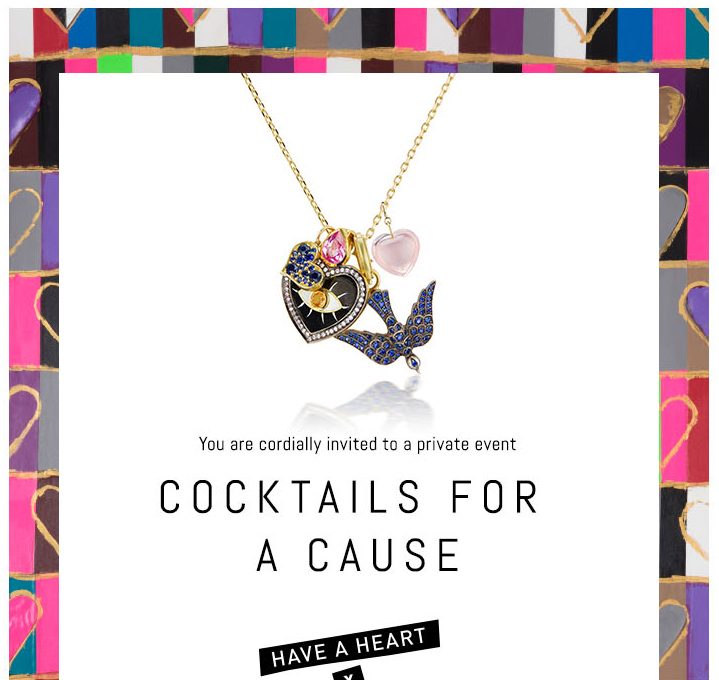 You are cordially invited to a private event
COCKTAILS FOR
A CAUSE
HAVE A HEART
X